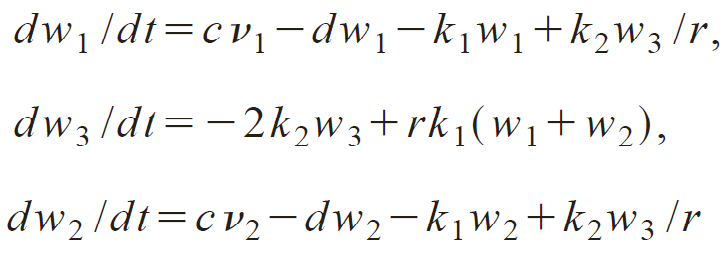 dw₁/dt=cν₁−dw₁−k₁w₁+k₂w₃/r,
dw₃/dt=−2k₂w₃+rk₁(w₁+w₂),
dw₂/dt=cν₂−dw₂−k₁w₂+k₂w₃/r